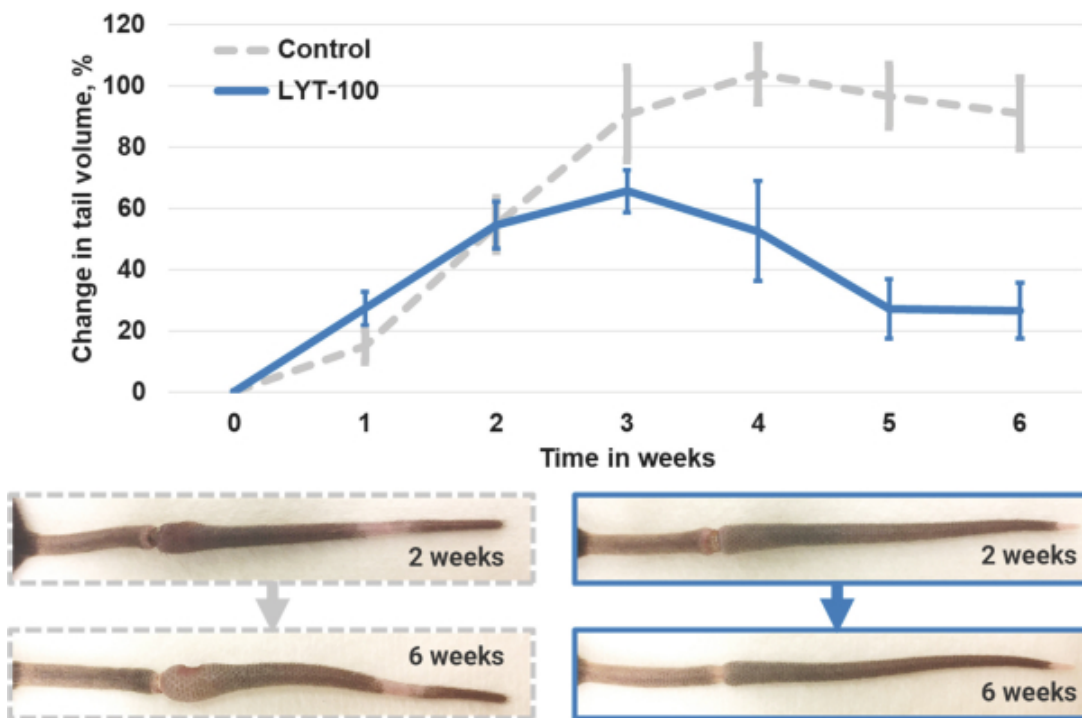 120
100
80
60
40
20
0
Change in tail volume, %
Control
LYT-100
0 1 2 3 4 5 6
Time in weeks
2 weeks
6 weeks
2 weeks
6 weeks